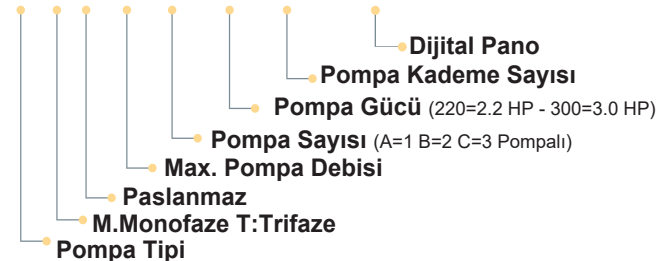 Dijital Pano
Pompa Kademe Sayısı
Pompa Gücü (220=2.2 HP - 300=3.0 HP)
Pompa Sayısı (A=1 B=2 C=3 Pompalı)
Max. Pompa Debisi
Paslanmaz
M.Monofaze T:Trifaze
Pompa Tipi